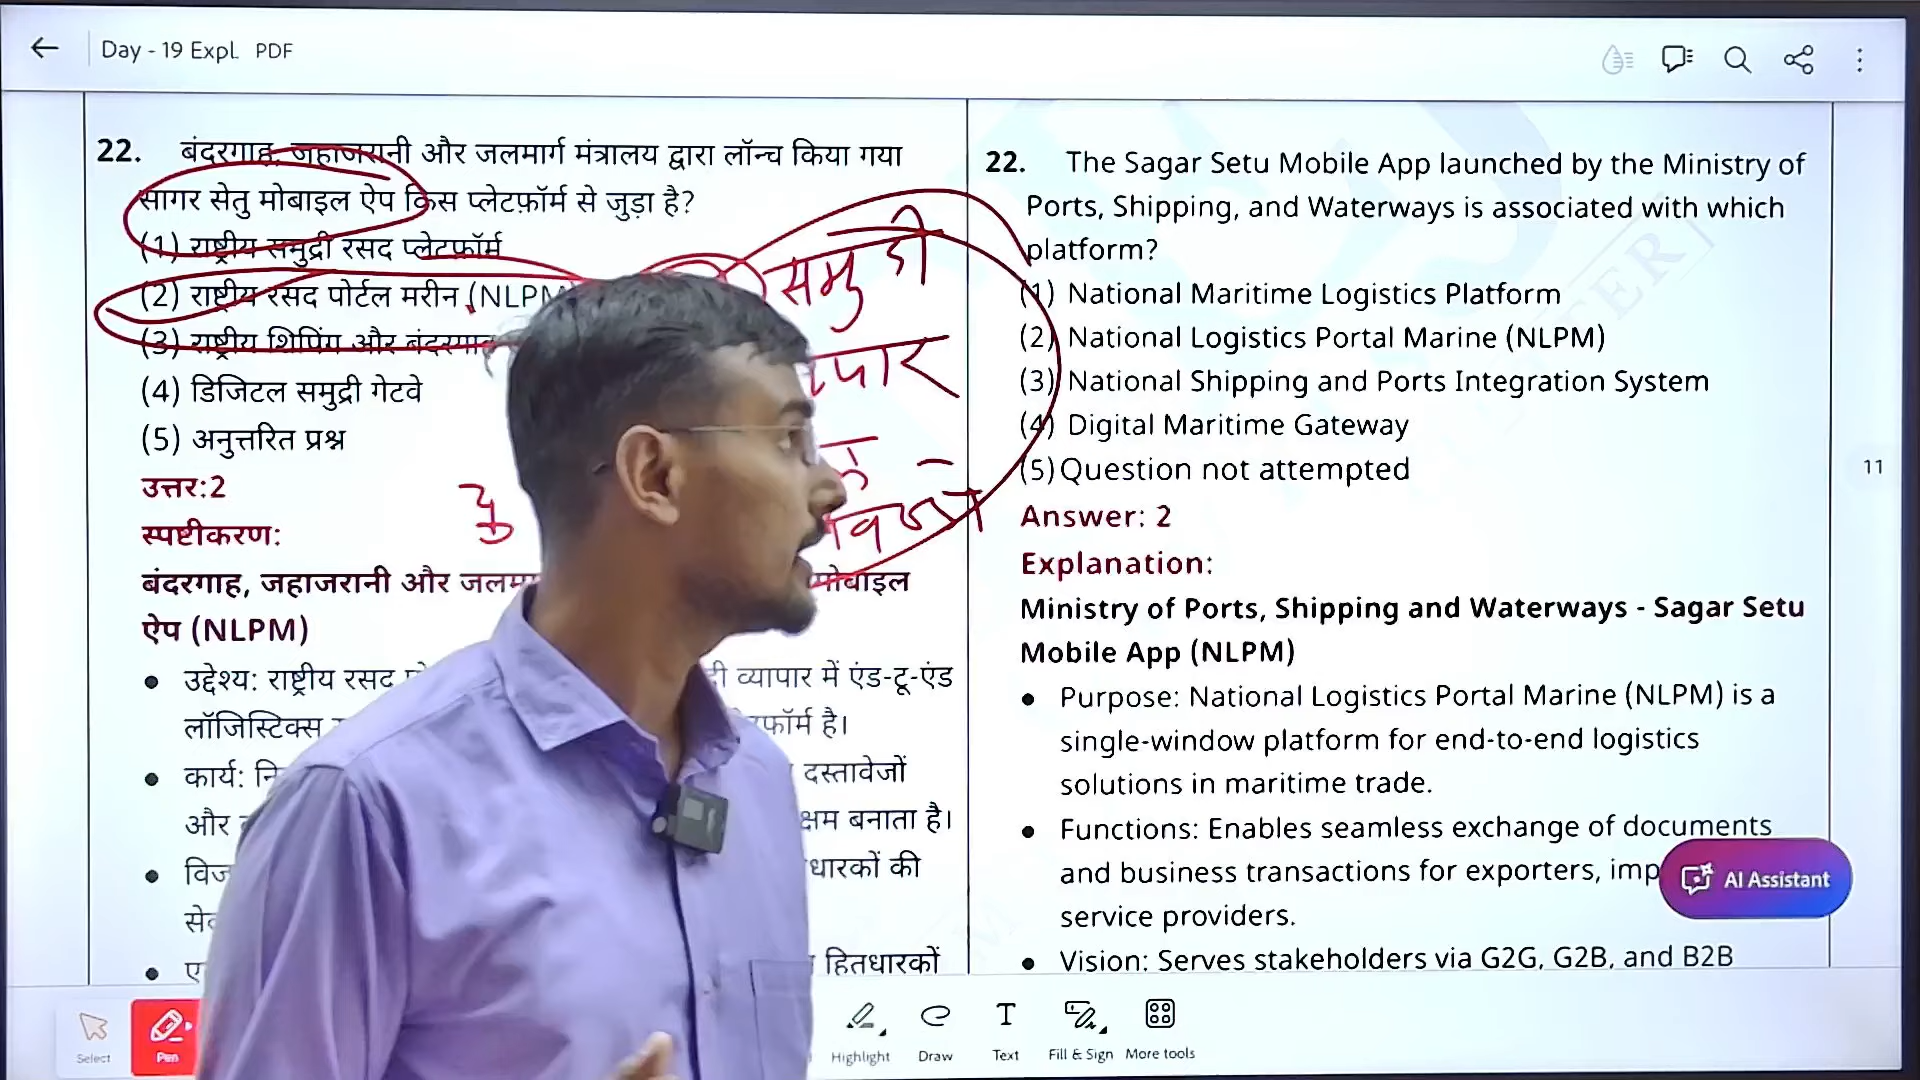 Day - 19 Expl. PDF
22. बंदरगाह, जहाजरानी और जलमार्ग मंत्रालय द्वारा लॉन्च किया गया
सागर सेतु मोबाइल ऐप किस प्लेटफ़ॉर्म से जुड़ा है?
(1) राष्ट्रीय समुद्री रसद प्लेटफ़ॉर्म
(2) राष्ट्रीय रसद पोर्टल मरीन (NLPM
(3) राष्ट्रीय शिपिंग और
(4) डिजिटल समुद्री गेटवे
(5) अनुत्तरित प्रश्न
उत्तर:2
स्पष्टीकरण:
बंदरगाह, जहाजरानी और मोबाइल
ऐप (NLPM)
उद्देश्य: राष्ट्रीय रसद व्यापार में एंड-टू-एंड
लॉजिस्टिक्स है।
कार्य: दस्तावेजों
और बनाता है।
धारकों की
हितधारकों
समुद्री
22. The Sagar Setu Mobile App launched by the Ministry of
Ports, Shipping, and Waterways is associated with which
platform?
(1) National Maritime Logistics Platform
(2) National Logistics Portal Marine (NLPM)
(3) National Shipping and Ports Integration System
(4) Digital Maritime Gateway
(5) Question not attempted
Answer: 2
Explanation:
Ministry of Ports, Shipping and Waterways - Sagar Setu
Mobile App (NLPM)
• Purpose: National Logistics Portal Marine (NLPM) is a
single-window platform for end-to-end logistics
solutions in maritime trade.
• Functions: Enables seamless exchange of documents
and business transactions for exporters, imp
service providers.
• Vision: Serves stakeholders via G2G, G2B, and B2B
11
AI Assistant
Select
Pen
Highlight
Draw
Text
Fill & Sign
More tools